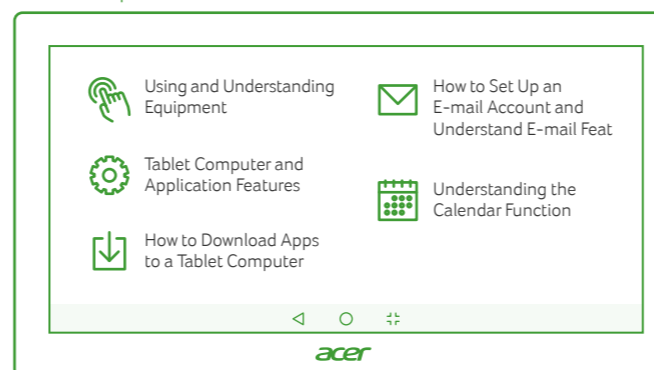 Using and Understanding
Equipment
Tablet Computer and
Application Features
How to Download Apps
to a Tablet Computer
How to Set Up an
E-mail Account and
Understand E-mail Feat
Understanding the
Calendar Function
acer